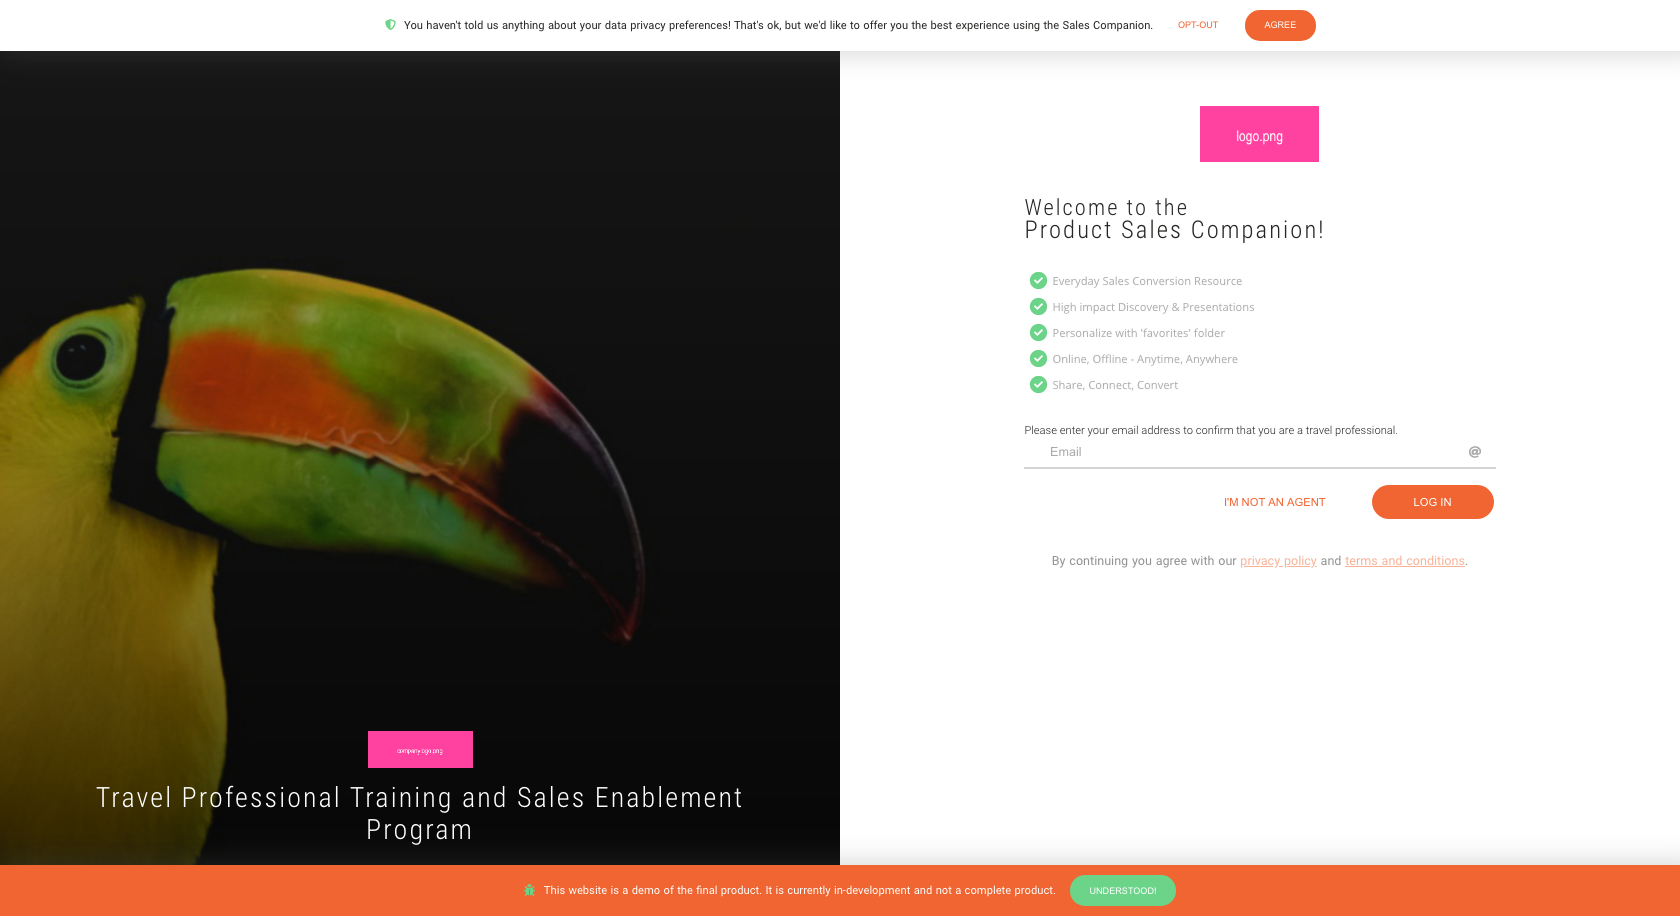 You haven't told us anything about your data privacy preferences! That's ok, but we'd like to offer you the best experience using the Sales Companion. OPT-OUT AGREE
logo.png
Welcome to the
Product Sales Companion!
Everyday Sales Conversion Resource
High impact Discovery & Presentations
Personalize with 'favorites' folder
Online, Offline - Anytime, Anywhere
Share, Connect, Convert
Please enter your email address to confirm that you are a travel professional.
Email @
I'M NOT AN AGENT LOG IN
By continuing you agree with our privacy policy and terms and conditions.
companylogo.png
Travel Professional Training and Sales Enablement
Program
This website is a demo of the final product. It is currently in-development and not a complete product. UNDERSTOOD!